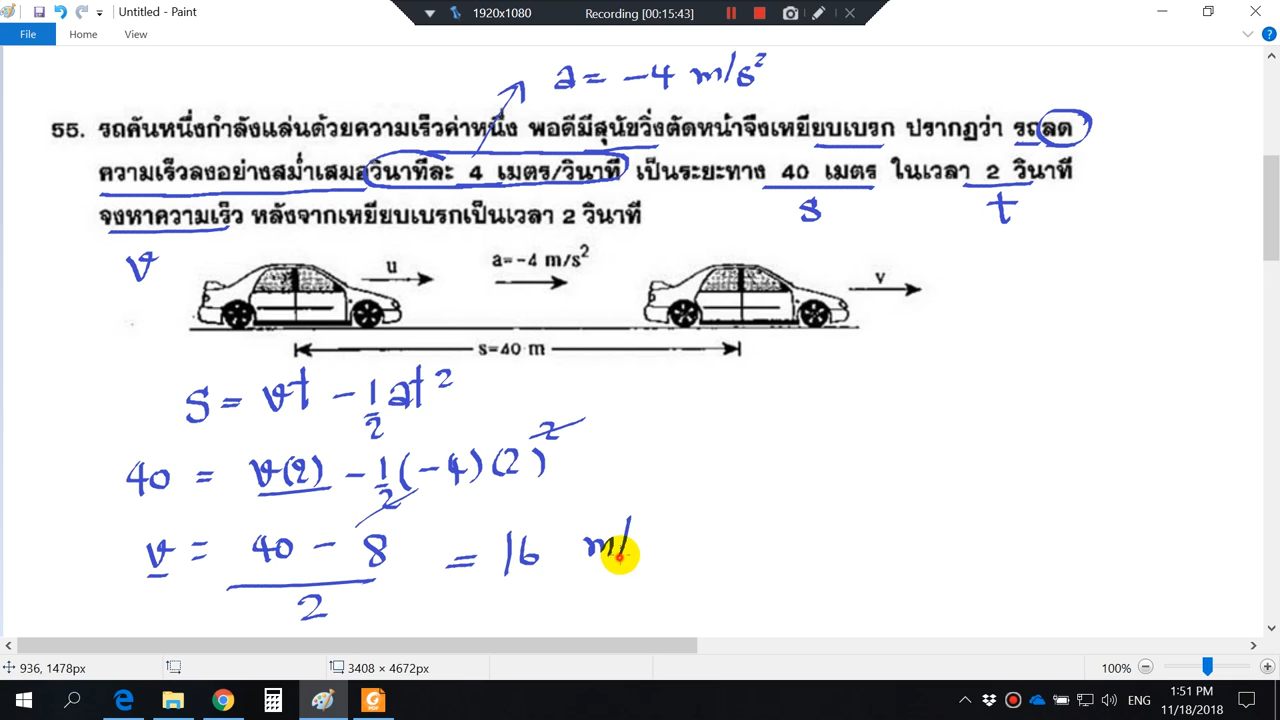 Untitled - Paint
1920x1080
Recording [00:15:43]
File Home View
a = -4 m/s²
55. รถคันหนึ่งกำลังแล่นด้วยความเร็วค่าหนึ่ง พอดีมีสุนัขวิ่งตัดหน้าจึงเหยียบเบรก ปรากฏว่า รถลด
ความเร็วลงอย่างสม่ำเสมอวินาทีละ 4 เมตร/วินาที เป็นระยะทาง 40 เมตร ในเวลา 2 วินาที
s t
จงหาความเร็ว หลังจากเหยียบเบรกเป็นเวลา 2 วินาที
v
u a=-4 m/s² v
s=40 m
s = vt - 1/2 at²
40 = v(2) - 1/2 (-4)(2)²
v = 40 - 8 / 2 = 16 m/
936, 1478px 3408 × 4672px 100%
ENG 1:51 PM
11/18/2018